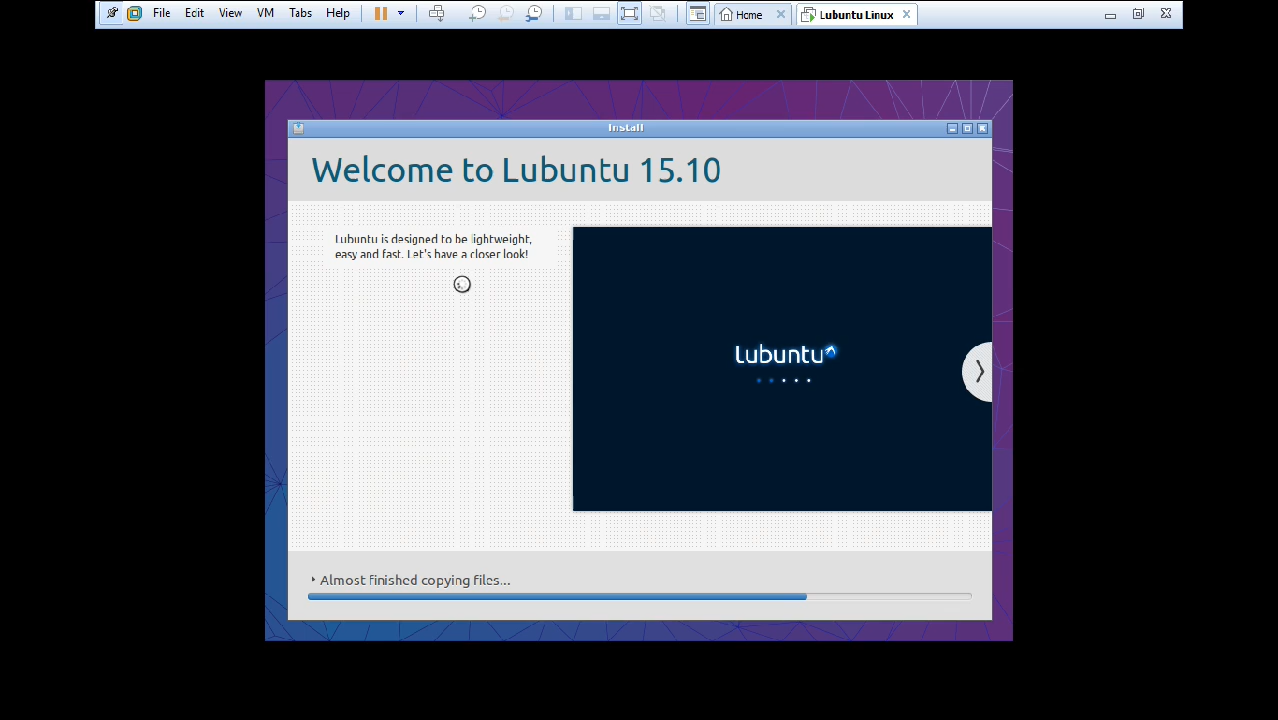 File Edit View VM Tabs Help Home Lubuntu Linux
Install
Welcome to Lubuntu 15.10
Lubuntu is designed to be lightweight,
easy and fast. Let's have a closer look!
Lubuntu
Almost finished copying files...